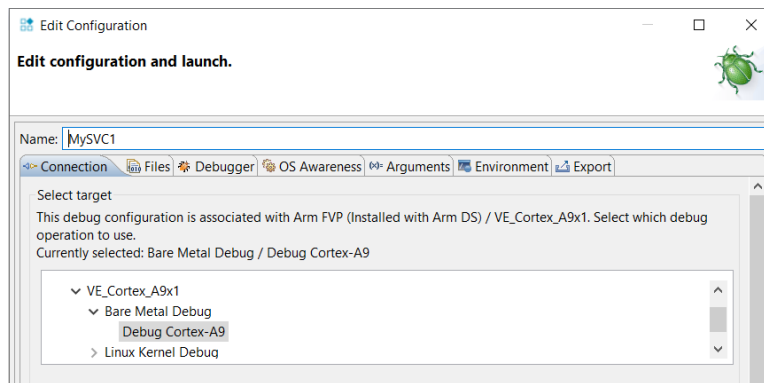 Edit Configuration
Edit configuration and launch.
Name: MySVC1
Connection Files Debugger OS Awareness Arguments Environment Export
Select target
This debug configuration is associated with Arm FVP (Installed with Arm DS) / VE_Cortex_A9x1. Select which debug
operation to use.
Currently selected: Bare Metal Debug / Debug Cortex-A9
VE_Cortex_A9x1
Bare Metal Debug
Debug Cortex-A9
Linux Kernel Debug